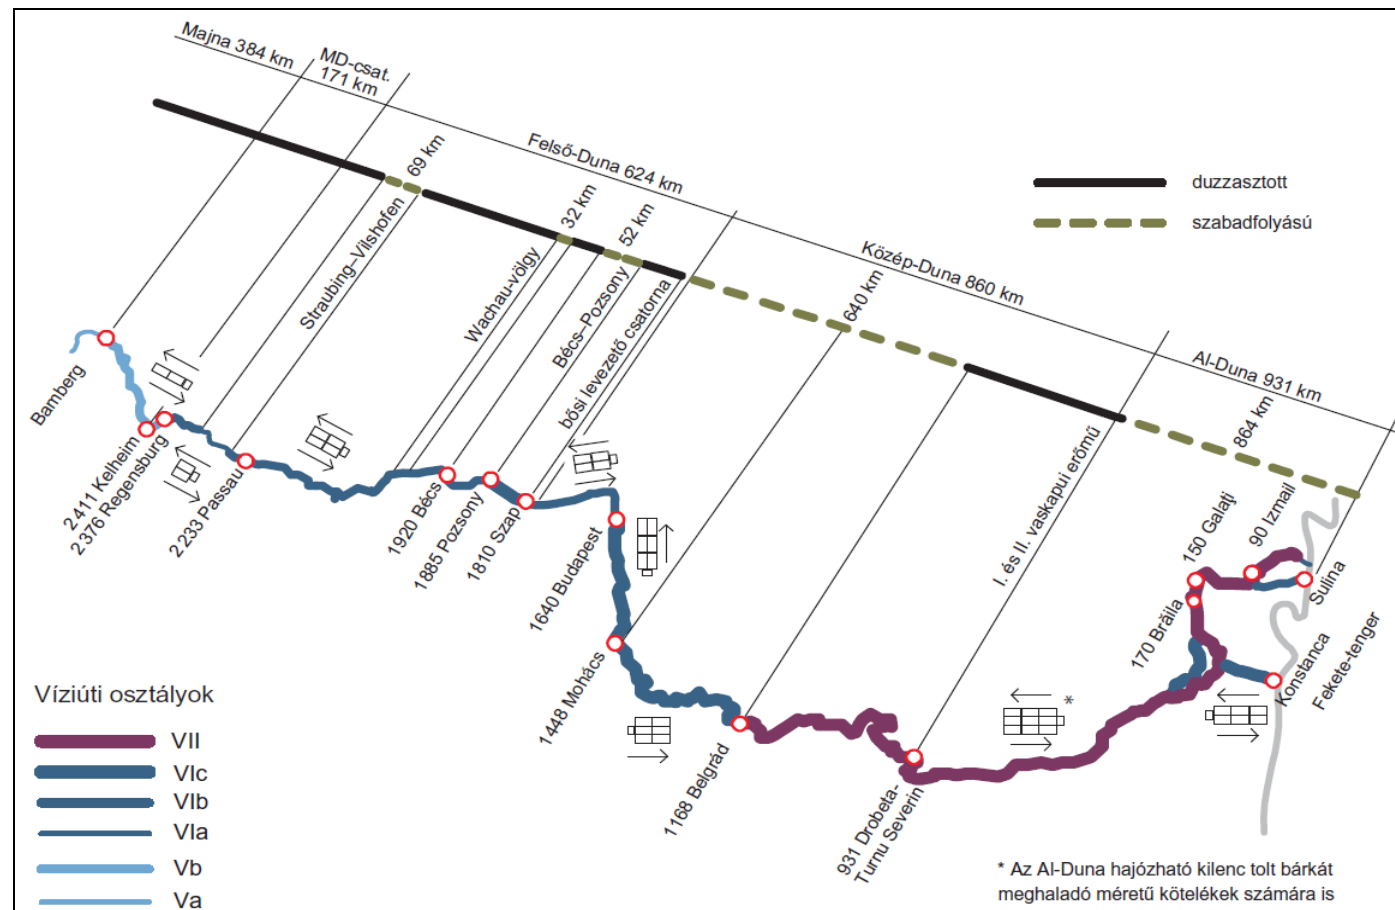 Majna 384 km
MD-csat.
171 km
Felső-Duna 624 km
Közép-Duna 860 km
Al-Duna 931 km
69 km
32 km
52 km
640 km
864 km
duzzasztott
szabadfolyású
Straubing–Vilshofen
Wachau-völgy
Bécs–Pozsony
bősi levezető csatorna
I. és II. vaskapui erőmű
Bamberg
2411 Kelheim
2376 Regensburg
2233 Passau
1920 Bécs
1885 Pozsony
1810 Szap
1640 Budapest
1448 Mohács
1168 Belgrád
931 Drobeta-
Turnu Severin
170 Brăila
150 Galați
90 Izmail
Sulina
Konstanca
Fekete-tenger
*
Víziúti osztályok
VII
VIc
VIb
VIa
Vb
Va
* Az Al-Duna hajózható kilenc tolt bárkát
meghaladó méretű kötelékek számára is